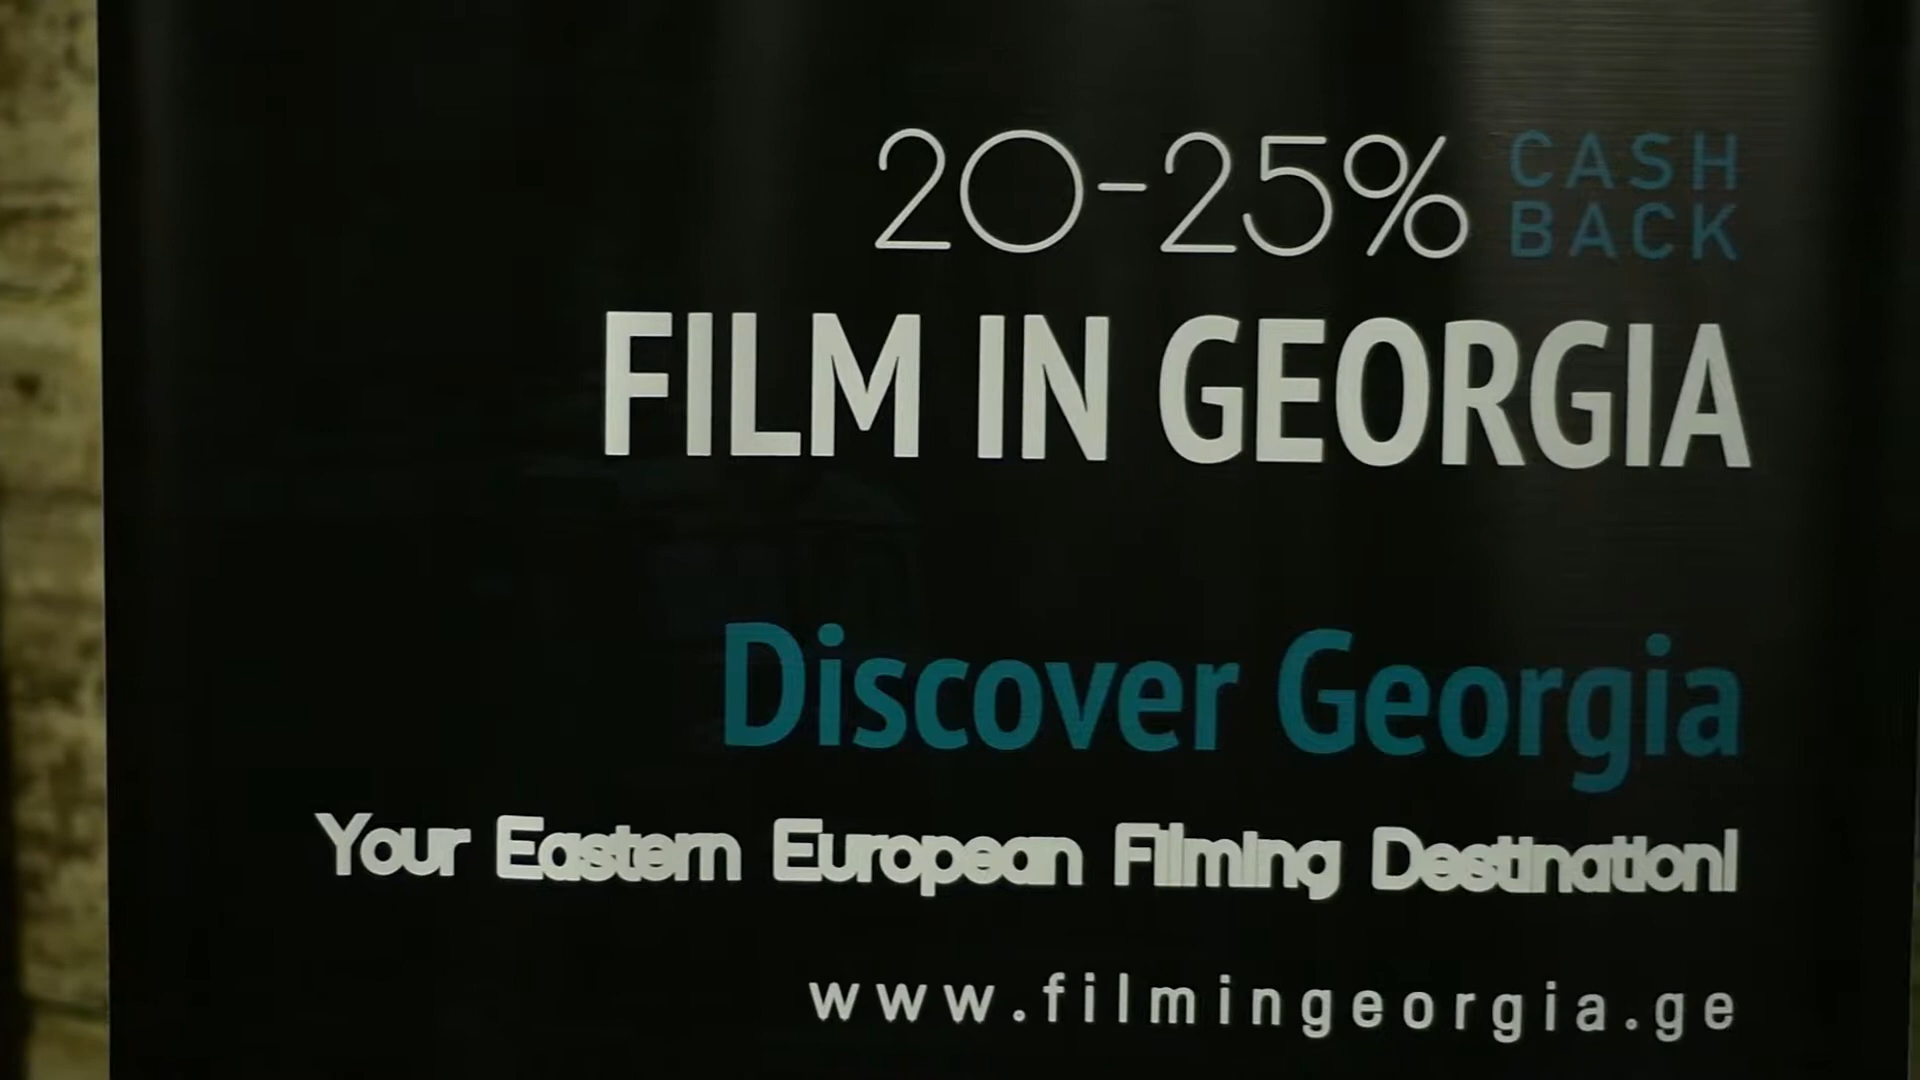 20-25% CASH BACK
FILM IN GEORGIA
Discover Georgia
Your Eastern European Filming Destination!
www.filmingeorgia.ge